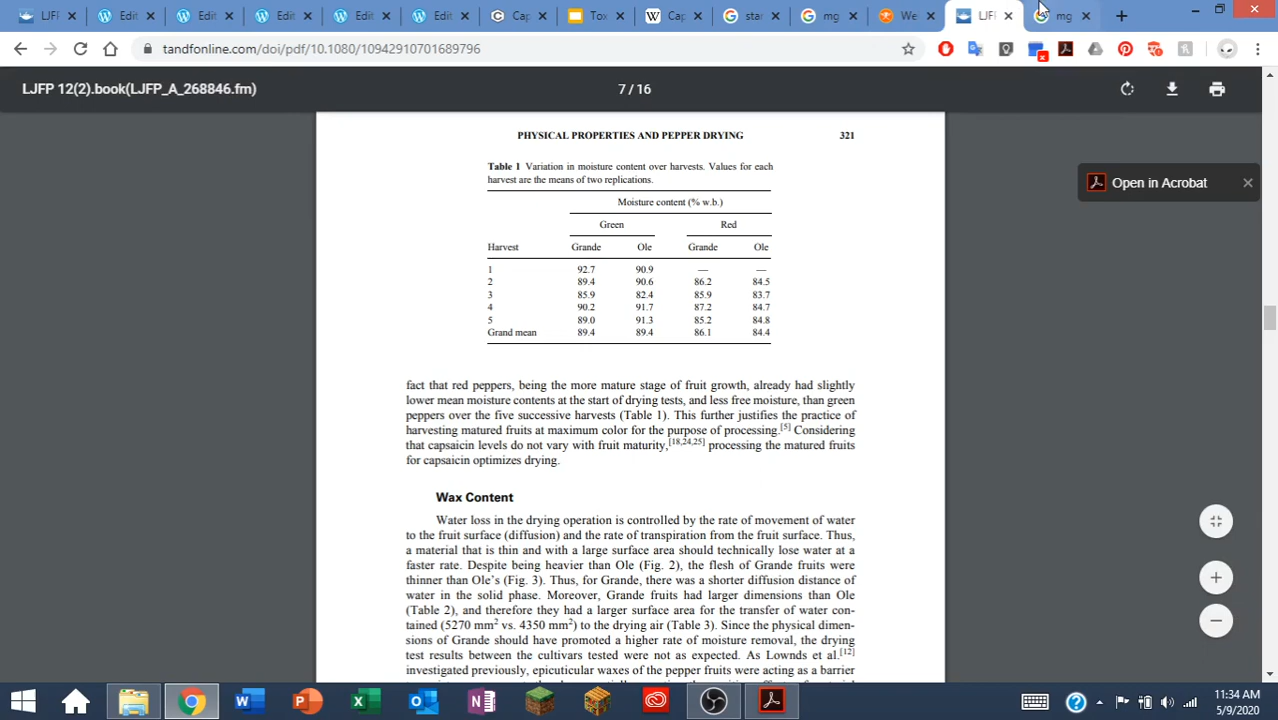 LJFP
Edit
Edit
Edit
Edit
Edit
Cap
Tox
Cap
star
mg
We
LJFP
mg
tandfonline.com/doi/pdf/10.1080/10942910701689796
LJFP 12(2).book(LJFP_A_268846.fm)
7 / 16
Open in Acrobat
PHYSICAL PROPERTIES AND PEPPER DRYING 321
Table 1 Variation in moisture content over harvests. Values for each
harvest are the means of two replications.
Moisture content (% w.b.)
Green Red
Harvest Grande Ole Grande Ole
1 92.7 90.9 — —
2 89.4 90.6 86.2 84.5
3 85.9 82.4 85.9 83.7
4 90.2 91.7 87.2 84.7
5 89.0 91.3 85.2 84.8
Grand mean 89.4 89.4 86.1 84.4
fact that red peppers, being the more mature stage of fruit growth, already had slightly
lower mean moisture contents at the start of drying tests, and less free moisture, than green
peppers over the five successive harvests (Table 1). This further justifies the practice of
harvesting matured fruits at maximum color for the purpose of processing.[5] Considering
that capsaicin levels do not vary with fruit maturity,[18,24,25] processing the matured fruits
for capsaicin optimizes drying.
Wax Content
Water loss in the drying operation is controlled by the rate of movement of water
to the fruit surface (diffusion) and the rate of transpiration from the fruit surface. Thus,
a material that is thin and with a large surface area should technically lose water at a
faster rate. Despite being heavier than Ole (Fig. 2), the flesh of Grande fruits were
thinner than Ole's (Fig. 3). Thus, for Grande, there was a shorter diffusion distance of
water in the solid phase. Moreover, Grande fruits had larger dimensions than Ole
(Table 2), and therefore they had a larger surface area for the transfer of water con-
tained (5270 mm2 vs. 4350 mm2) to the drying air (Table 3). Since the physical dimen-
sions of Grande should have promoted a higher rate of moisture removal, the drying
test results between the cultivars tested were not as expected. As Lownds et al.[12]
investigated previously, epicuticular waxes of the pepper fruits were acting as a barrier
11:34 AM
5/9/2020